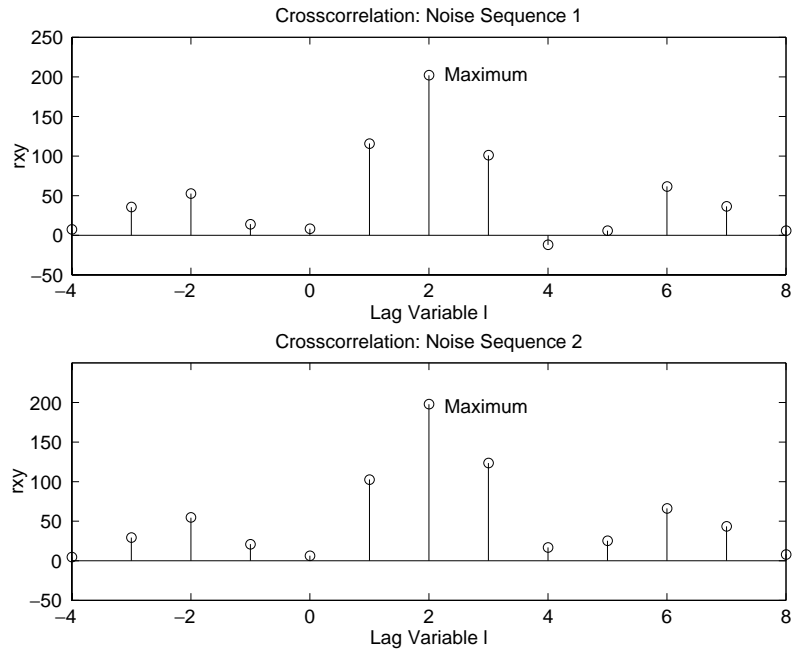 Crosscorrelation: Noise Sequence 1
250
200
150
100
50
0
−50
rxy
Maximum
−4 −2 0 2 4 6 8
Lag Variable l
Crosscorrelation: Noise Sequence 2
200
150
100
50
0
−50
rxy
Maximum
−4 −2 0 2 4 6 8
Lag Variable l